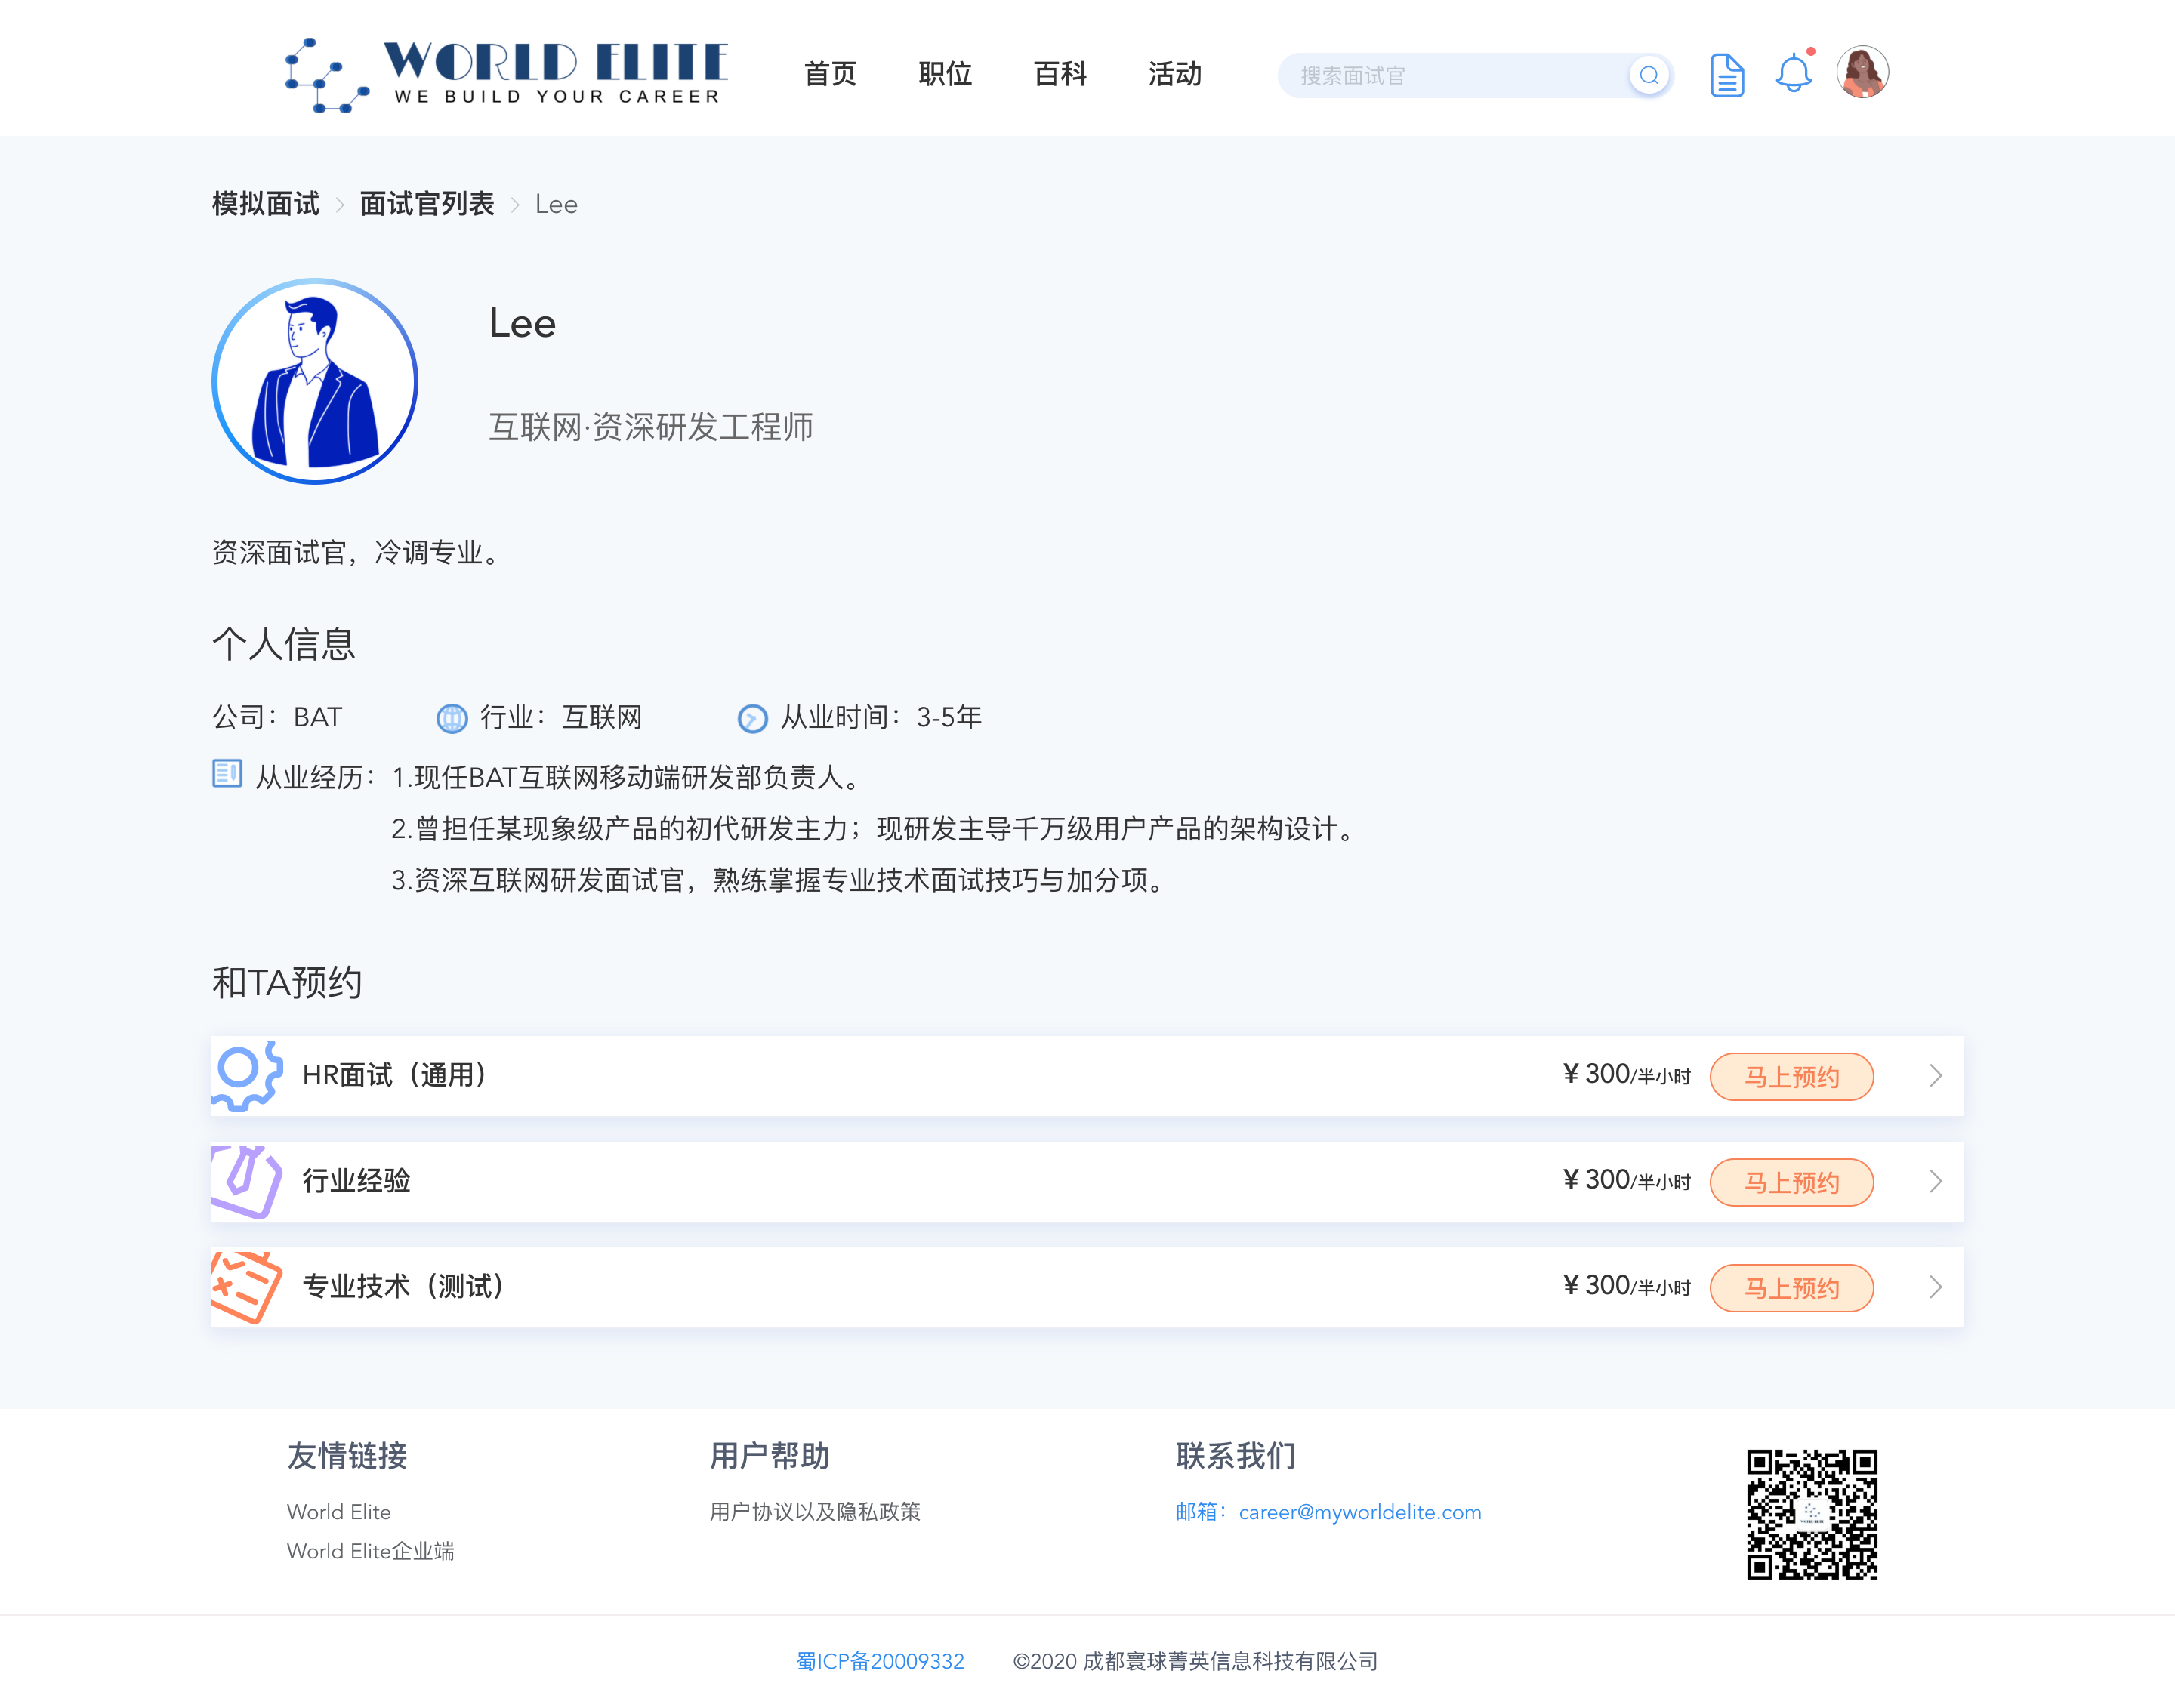 WORLD ELITE
WE BUILD YOUR CAREER
首页 职位 百科 活动 搜索面试官
模拟面试 > 面试官列表 > Lee
Lee
互联网·资深研发工程师
资深面试官，冷调专业。
个人信息
公司：BAT 行业：互联网 从业时间：3-5年
从业经历：1.现任BAT互联网移动端研发部负责人。
2.曾担任某现象级产品的初代研发主力；现研发主导千万级用户产品的架构设计。
3.资深互联网研发面试官，熟练掌握专业技术面试技巧与加分项。
和TA预约
HR面试（通用） ¥ 300/半小时 马上预约
行业经验 ¥ 300/半小时 马上预约
专业技术（测试） ¥ 300/半小时 马上预约
友情链接 用户帮助 联系我们
World Elite 用户协议以及隐私政策 邮箱：career@myworldelite.com
World Elite企业端
蜀ICP备20009332 ©2020 成都寰球菁英信息科技有限公司